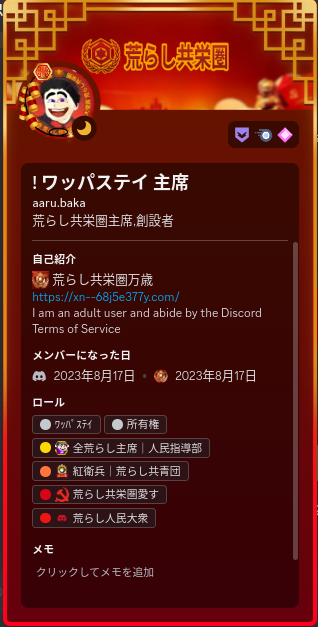 荒らし共栄圏
! ワッパステイ 主席
aaru.baka
荒らし共栄圏主席,創設者
自己紹介
荒らし共栄圏万歳
https://xn--68j5e377y.com/
I am an adult user and abide by the Discord
Terms of Service
メンバーになった日
2023年8月17日 • 2023年8月17日
ロール
ﾜｯﾊﾟｽﾃｲ 所有権
全荒らし主席｜人民指導部
紅衛兵｜荒らし共青団
荒らし共栄圏愛す
荒らし人民大衆
メモ
クリックしてメモを追加